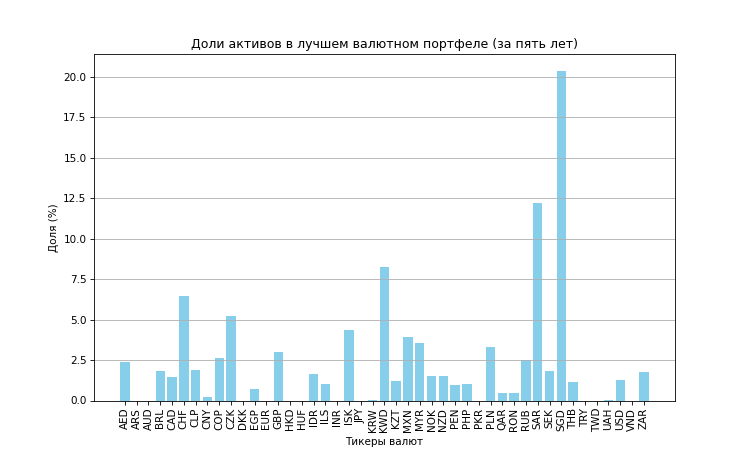 Доли активов в лучшем валютном портфеле (за пять лет)
20.0
17.5
15.0
12.5
10.0
7.5
5.0
2.5
0.0
Доля (%)
AED ARS AUD BRL CAD CHF CLP CNY COP CZK DKK EGP EUR GBP HKD HUF IDR ILS INR ISK JPY KRW KWD KZT MXN MYR NOK NZD PEN PHP PKR PLN QAR RON RUB SAR SEK SGD THB TRY TWD UAH USD VND ZAR
Тикеры валют